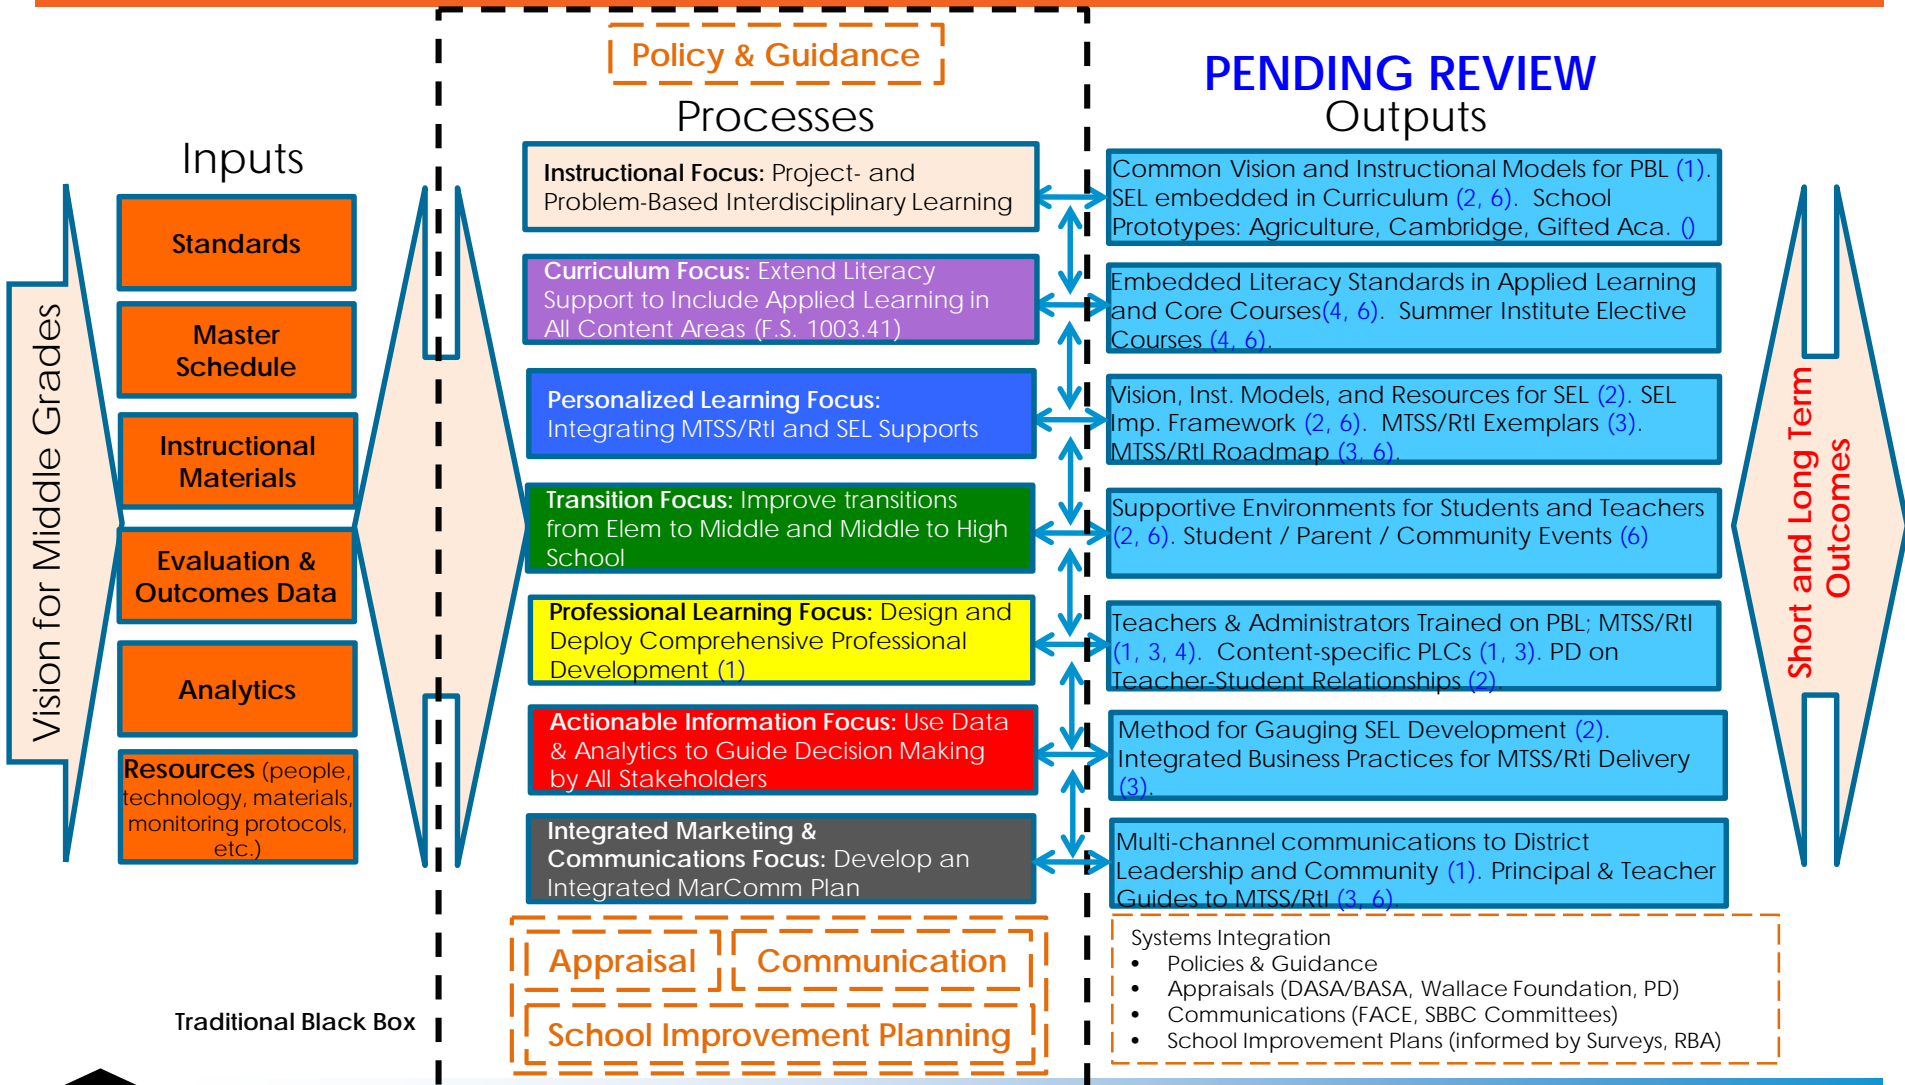 Policy & Guidance
PENDING REVIEW
Processes
Outputs
Inputs
Vision for Middle Grades
Standards
Master
Schedule
Instructional
Materials
Evaluation &
Outcomes Data
Analytics
Resources (people,
technology, materials,
monitoring protocols,
etc.)
Instructional Focus: Project- and
Problem-Based Interdisciplinary Learning
Curriculum Focus: Extend Literacy
Support to Include Applied Learning in
All Content Areas (F.S. 1003.41)
Personalized Learning Focus:
Integrating MTSS/RtI and SEL Supports
Transition Focus: Improve transitions
from Elem to Middle and Middle to High
School
Professional Learning Focus: Design and
Deploy Comprehensive Professional
Development (1)
Actionable Information Focus: Use Data
& Analytics to Guide Decision Making
by All Stakeholders
Integrated Marketing &
Communications Focus: Develop an
Integrated MarComm Plan
Common Vision and Instructional Models for PBL (1).
SEL embedded in Curriculum (2, 6).  School
Prototypes: Agriculture, Cambridge, Gifted Aca. ()
Embedded Literacy Standards in Applied Learning
and Core Courses(4, 6).  Summer Institute Elective
Courses (4, 6).
Vision, Inst. Models, and Resources for SEL (2). SEL
Imp. Framework (2, 6).  MTSS/RtI Exemplars (3).
MTSS/RtI Roadmap (3, 6).
Supportive Environments for Students and Teachers
(2, 6). Student / Parent / Community Events (6)
Teachers & Administrators Trained on PBL; MTSS/RtI
(1, 3, 4).  Content-specific PLCs (1, 3). PD on
Teacher-Student Relationships (2).
Method for Gauging SEL Development (2).
Integrated Business Practices for MTSS/Rti Delivery
(3).
Multi-channel communications to District
Leadership and Community (1). Principal & Teacher
Guides to MTSS/RtI (3, 6).
Short and Long Term
Outcomes
Appraisal
Communication
School Improvement Planning
Traditional Black Box
Systems Integration
• Policies & Guidance
• Appraisals (DASA/BASA, Wallace Foundation, PD)
• Communications (FACE, SBBC Committees)
• School Improvement Plans (informed by Surveys, RBA)